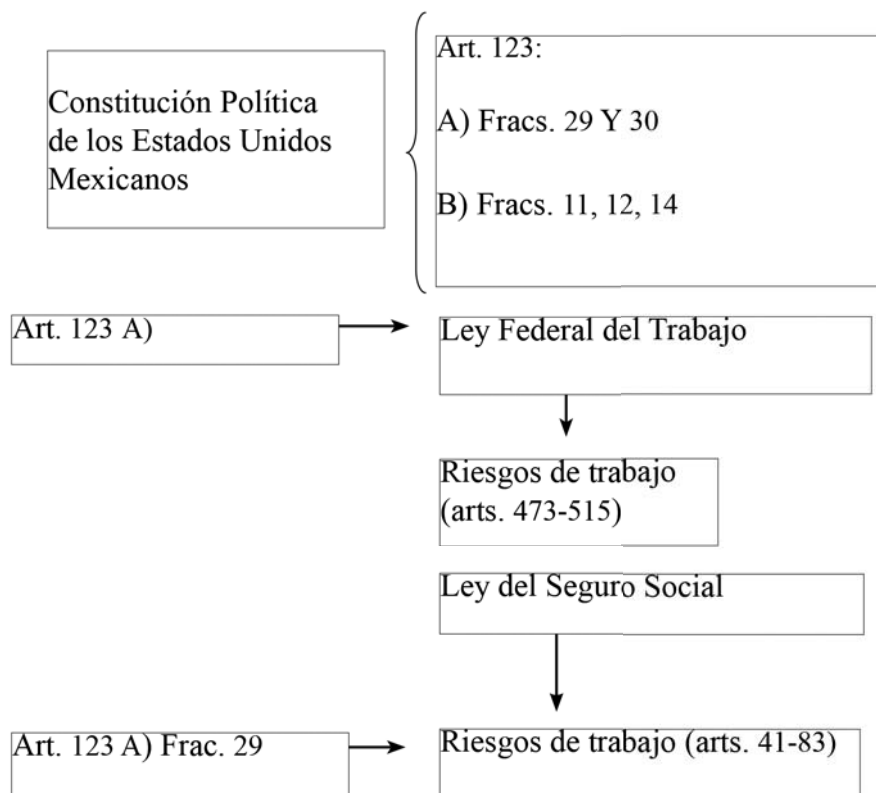 Constitución Política
de los Estados Unidos
Mexicanos
Art. 123:
A) Fracs. 29 Y 30
B) Fracs. 11, 12, 14
Art. 123 A)
Ley Federal del Trabajo
Riesgos de trabajo
(arts. 473-515)
Ley del Seguro Social
Art. 123 A) Frac. 29
Riesgos de trabajo (arts. 41-83)